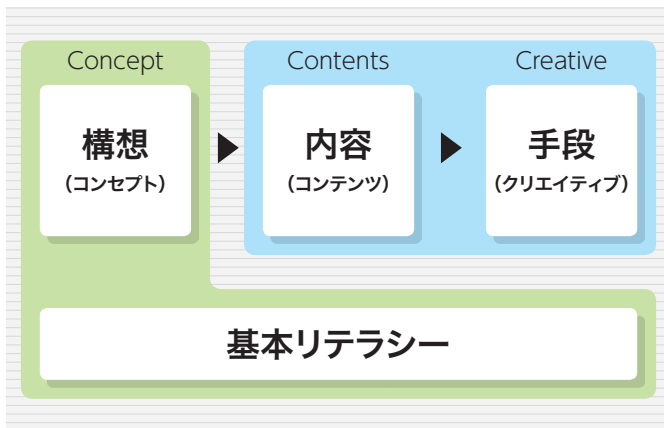 Concept
Contents
Creative
構想
(コンセプト)
内容
(コンテンツ)
手段
(クリエイティブ)
基本リテラシー